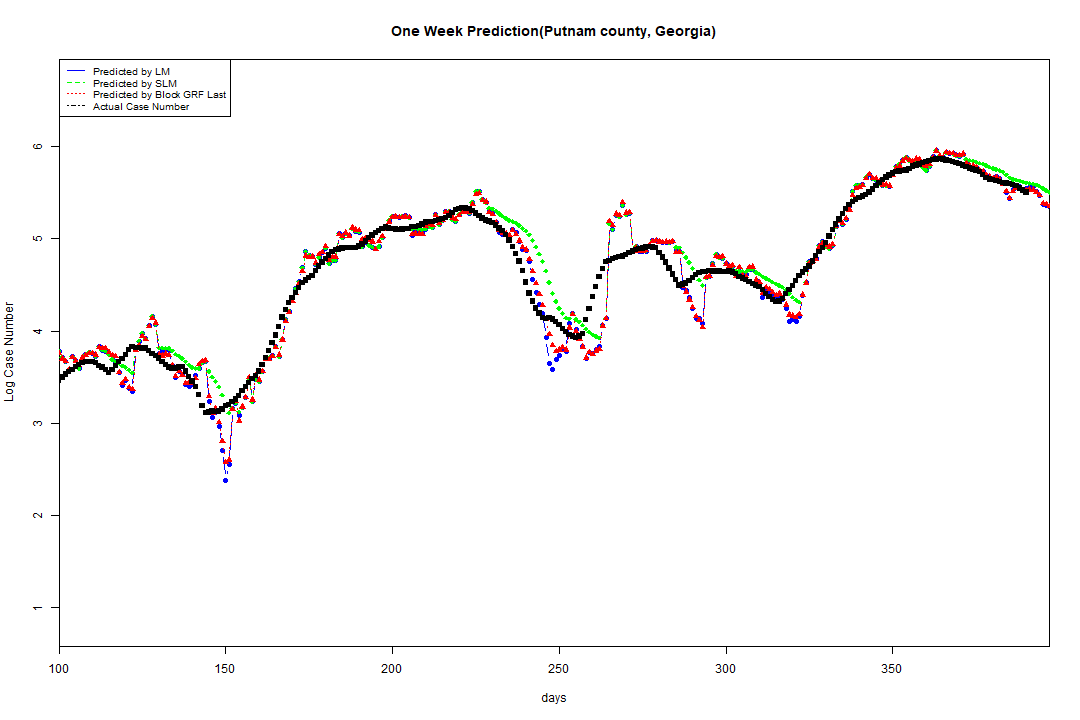 One Week Prediction(Putnam county, Georgia)
Predicted by LM
Predicted by SLM
Predicted by Block GRF Last
Actual Case Number
6
5
4
3
2
1
Log Case Number
100 150 200 250 300 350
days